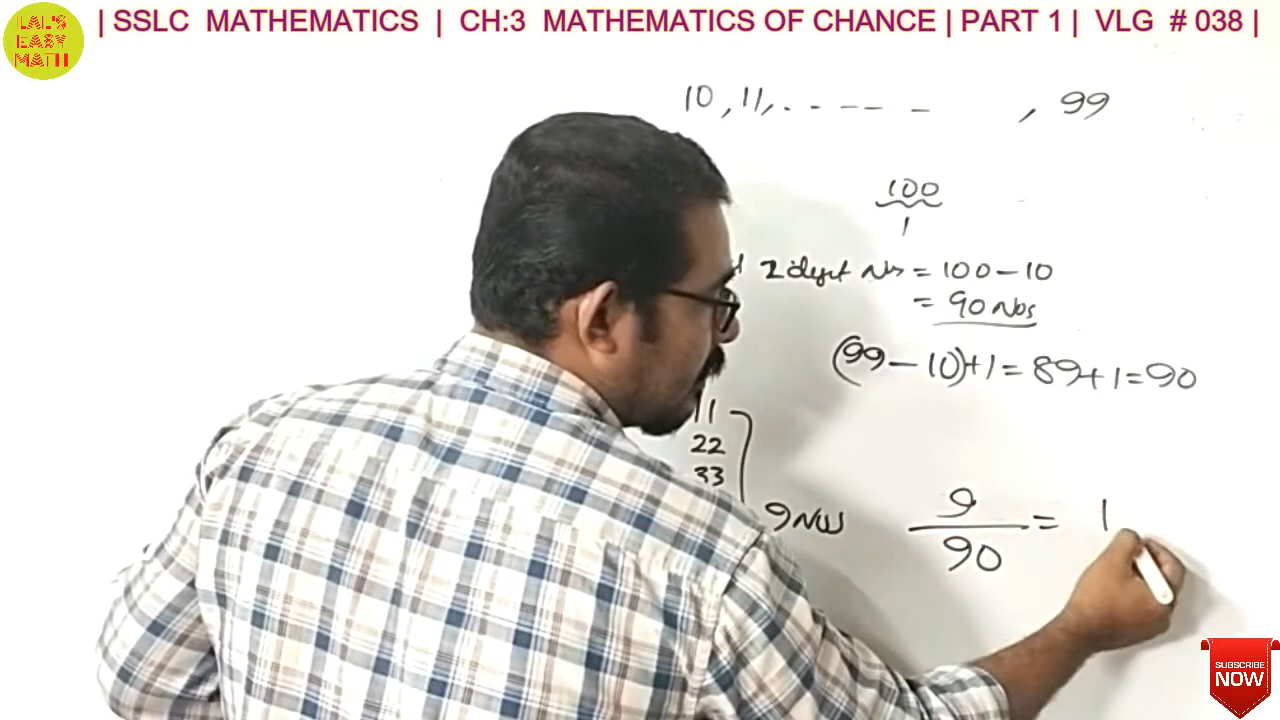 LAL'S
EASY
MATH
| SSLC MATHEMATICS | CH:3 MATHEMATICS OF CHANCE | PART 1 | VLG # 038 |
10, 11, . - -- - , 99
100
1
2 digit Nos = 100 - 10
= 90 Nos
(99 - 10) + 1 = 89 + 1 = 90
11
22
33
9 Nos
9
90
= 1
SUBSCRIBE
NOW